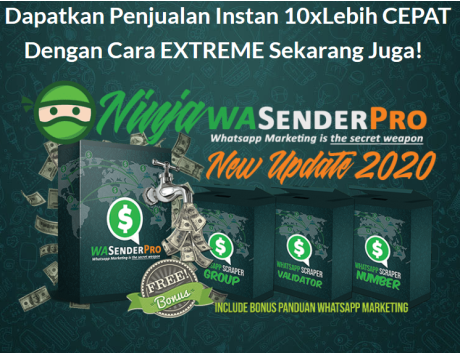 Dapatkan Penjualan Instan 10xLebih CEPAT
Dengan Cara EXTREME Sekarang Juga!
Ninja WASENDERPRO
Whatsapp Marketing is the secret weapon
New Update 2020
$
WASENDERPRO
Whatsapp Marketing is the secret weapon
FREE!
Bonus
$
WHATSAPP SCRAPER
GROUP
$
WHATSAPP SCRAPER
VALIDATOR
$
WHATSAPP SCRAPER
NUMBER
INCLUDE BONUS PANDUAN WHATSAPP MARKETING